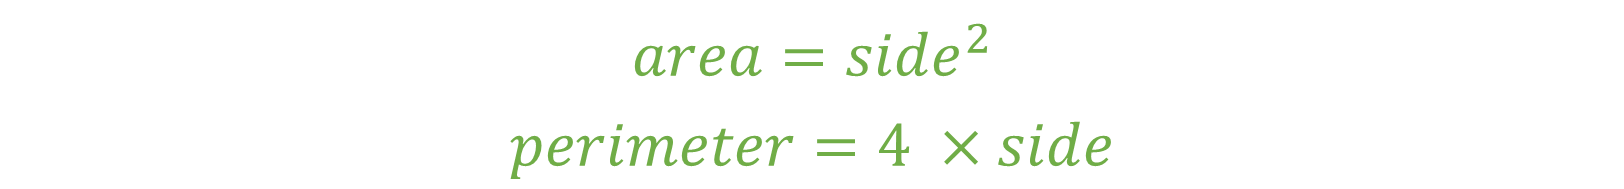 area = side²
perimeter = 4 × side